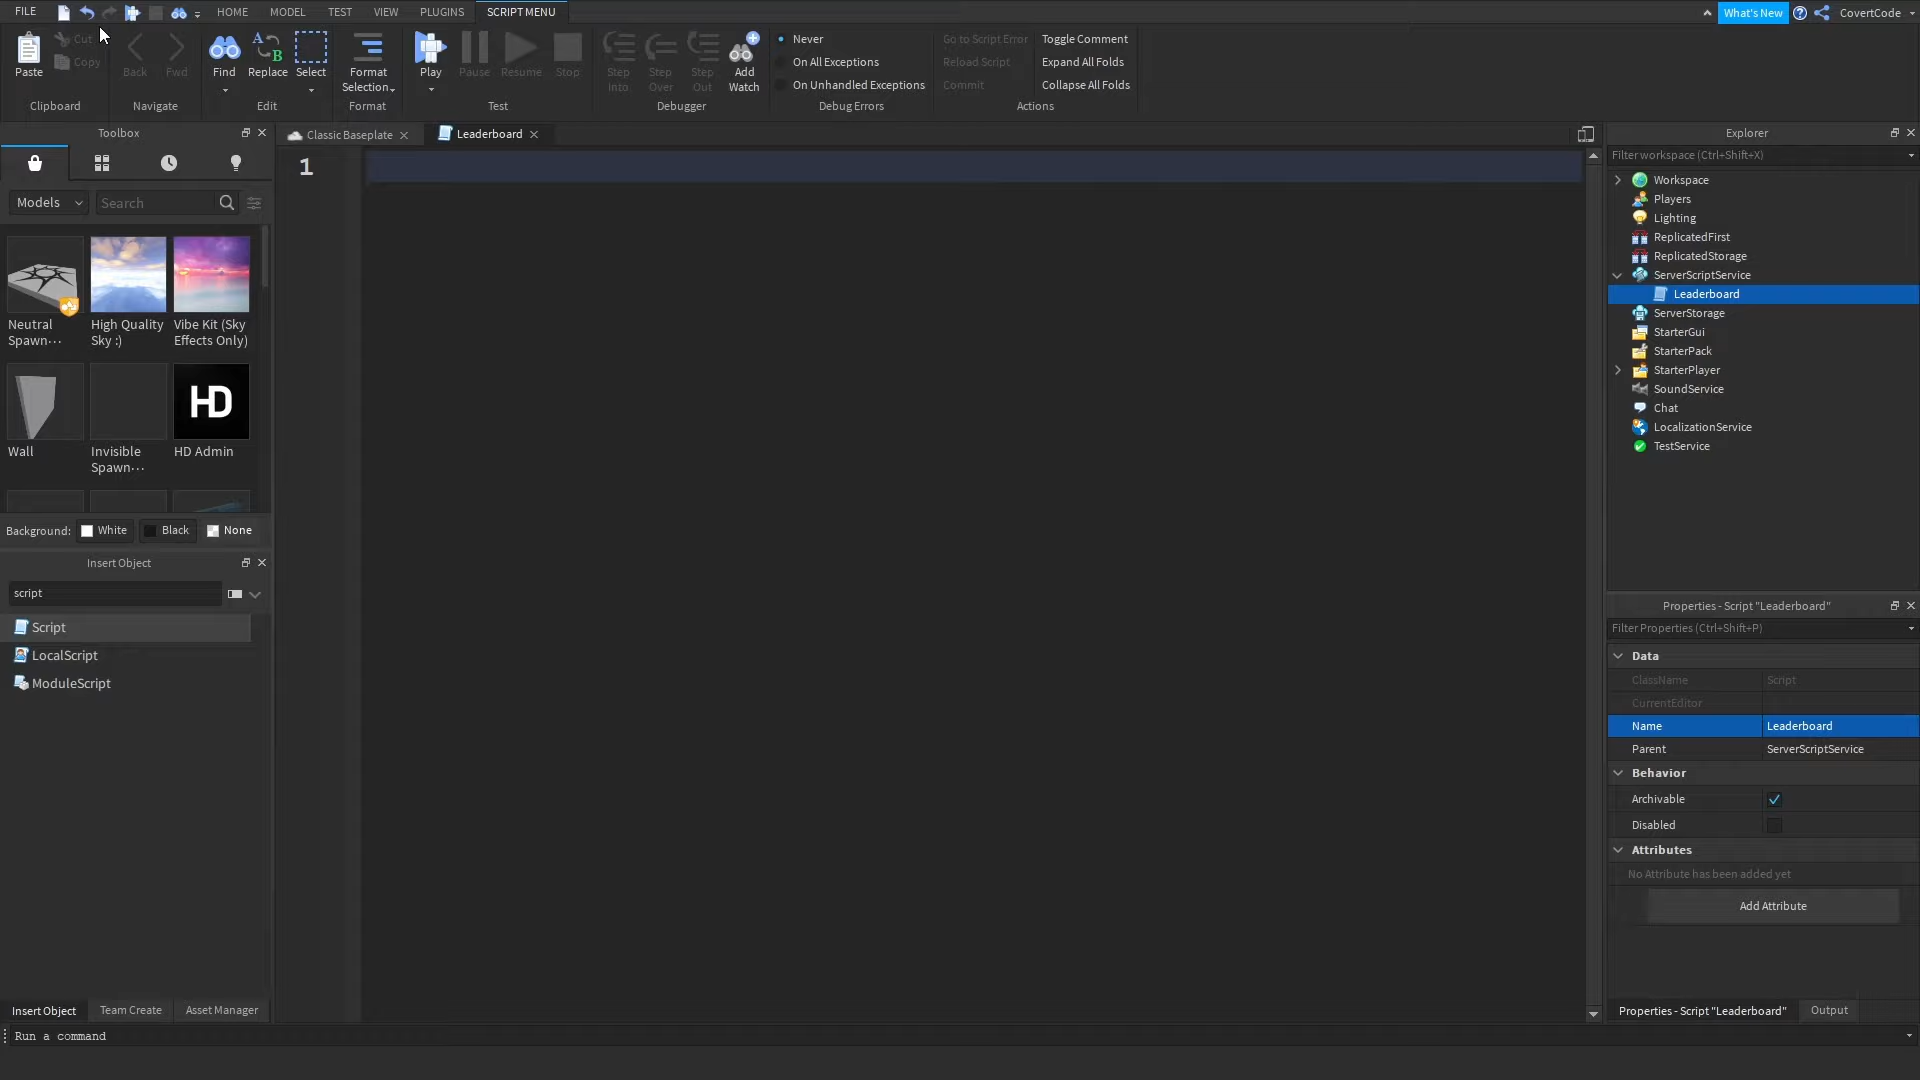 FILE
HOME
MODEL
TEST
VIEW
PLUGINS
SCRIPT MENU
What's New
CovertCode
Paste
Cut
Copy
Clipboard
Back
Fwd
Navigate
Find
Replace
Select
Edit
Format
Selection
Format
Play
Pause
Resume
Stop
Test
Step
Into
Step
Over
Step
Out
Add
Watch
Debugger
Never
On All Exceptions
On Unhandled Exceptions
Debug Errors
Go to Script Error
Reload Script
Commit
Toggle Comment
Expand All Folds
Collapse All Folds
Actions
Toolbox
Models
Search
Neutral
Spawn···
High Quality
Sky :)
Vibe Kit (Sky
Effects Only)
Wall
Invisible
Spawn···
HD
HD Admin
Background:
White
Black
None
Insert Object
script
Script
LocalScript
ModuleScript
Insert Object
Team Create
Asset Manager
Run a command
Classic Baseplate
Leaderboard
1
Explorer
Filter workspace (Ctrl+Shift+X)
Workspace
Players
Lighting
ReplicatedFirst
ReplicatedStorage
ServerScriptService
Leaderboard
ServerStorage
StarterGui
StarterPack
StarterPlayer
SoundService
Chat
LocalizationService
TestService
Properties - Script "Leaderboard"
Filter Properties (Ctrl+Shift+P)
Data
ClassName Script
CurrentEditor
Name Leaderboard
Parent ServerScriptService
Behavior
Archivable
Disabled
Attributes
No Attribute has been added yet
Add Attribute
Properties - Script "Leaderboard"
Output